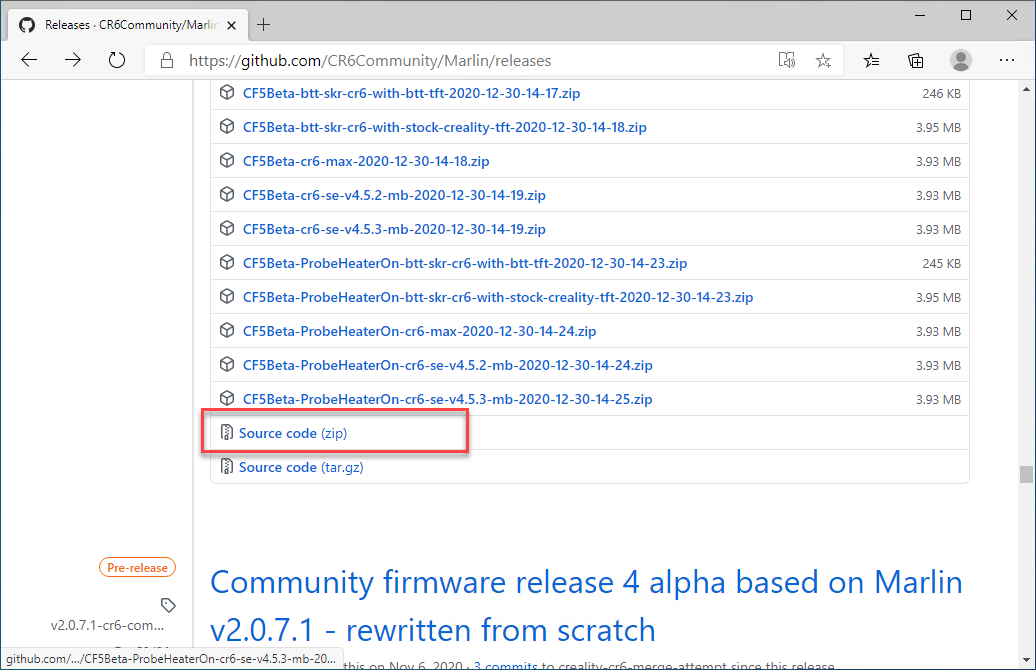 Releases · CR6Community/Marlin
https://github.com/CR6Community/Marlin/releases
CF5Beta-btt-skr-cr6-with-btt-tft-2020-12-30-14-17.zip 246 KB
CF5Beta-btt-skr-cr6-with-stock-creality-tft-2020-12-30-14-18.zip 3.95 MB
CF5Beta-cr6-max-2020-12-30-14-18.zip 3.93 MB
CF5Beta-cr6-se-v4.5.2-mb-2020-12-30-14-19.zip 3.93 MB
CF5Beta-cr6-se-v4.5.3-mb-2020-12-30-14-19.zip 3.93 MB
CF5Beta-ProbeHeaterOn-btt-skr-cr6-with-btt-tft-2020-12-30-14-23.zip 245 KB
CF5Beta-ProbeHeaterOn-btt-skr-cr6-with-stock-creality-tft-2020-12-30-14-23.zip 3.95 MB
CF5Beta-ProbeHeaterOn-cr6-max-2020-12-30-14-24.zip 3.93 MB
CF5Beta-ProbeHeaterOn-cr6-se-v4.5.2-mb-2020-12-30-14-24.zip 3.93 MB
CF5Beta-ProbeHeaterOn-cr6-se-v4.5.3-mb-2020-12-30-14-25.zip 3.93 MB
Source code (zip)
Source code (tar.gz)
Pre-release
Community firmware release 4 alpha based on Marlin
v2.0.7.1 - rewritten from scratch
v2.0.7.1-cr6-com...
this on Nov 6, 2020 · 3 commits to creality-cr6-merge-attempt since this release
github.com/.../CF5Beta-ProbeHeaterOn-cr6-se-v4.5.3-mb-20...